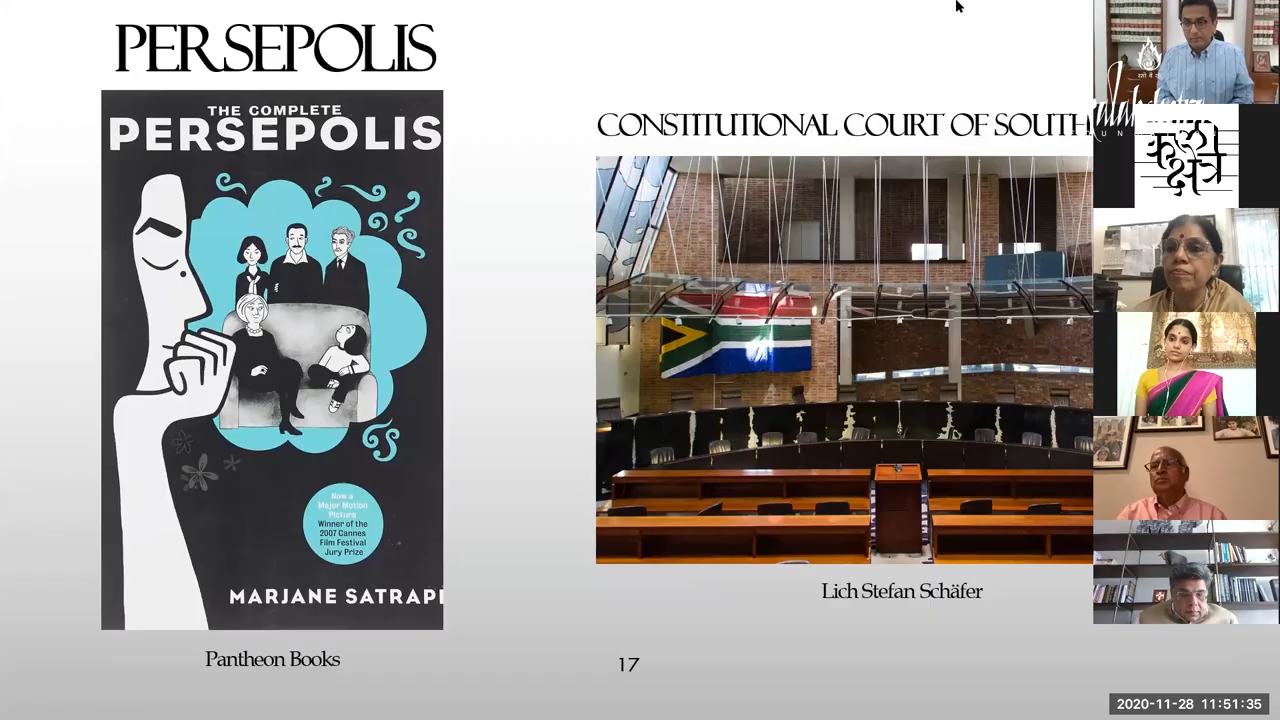 PERSEPOLIS
THE COMPLETE
PERSEPOLIS
Now a
Major Motion
Picture
Winner of the
2007 Cannes
Film Festival
Jury Prize
MARJANE SATRAPI
Pantheon Books
CONSTITUTIONAL COURT OF SOUTH
Lich Stefan Schäfer
17
कला
क्षेत्र
2020-11-28 11:51:35